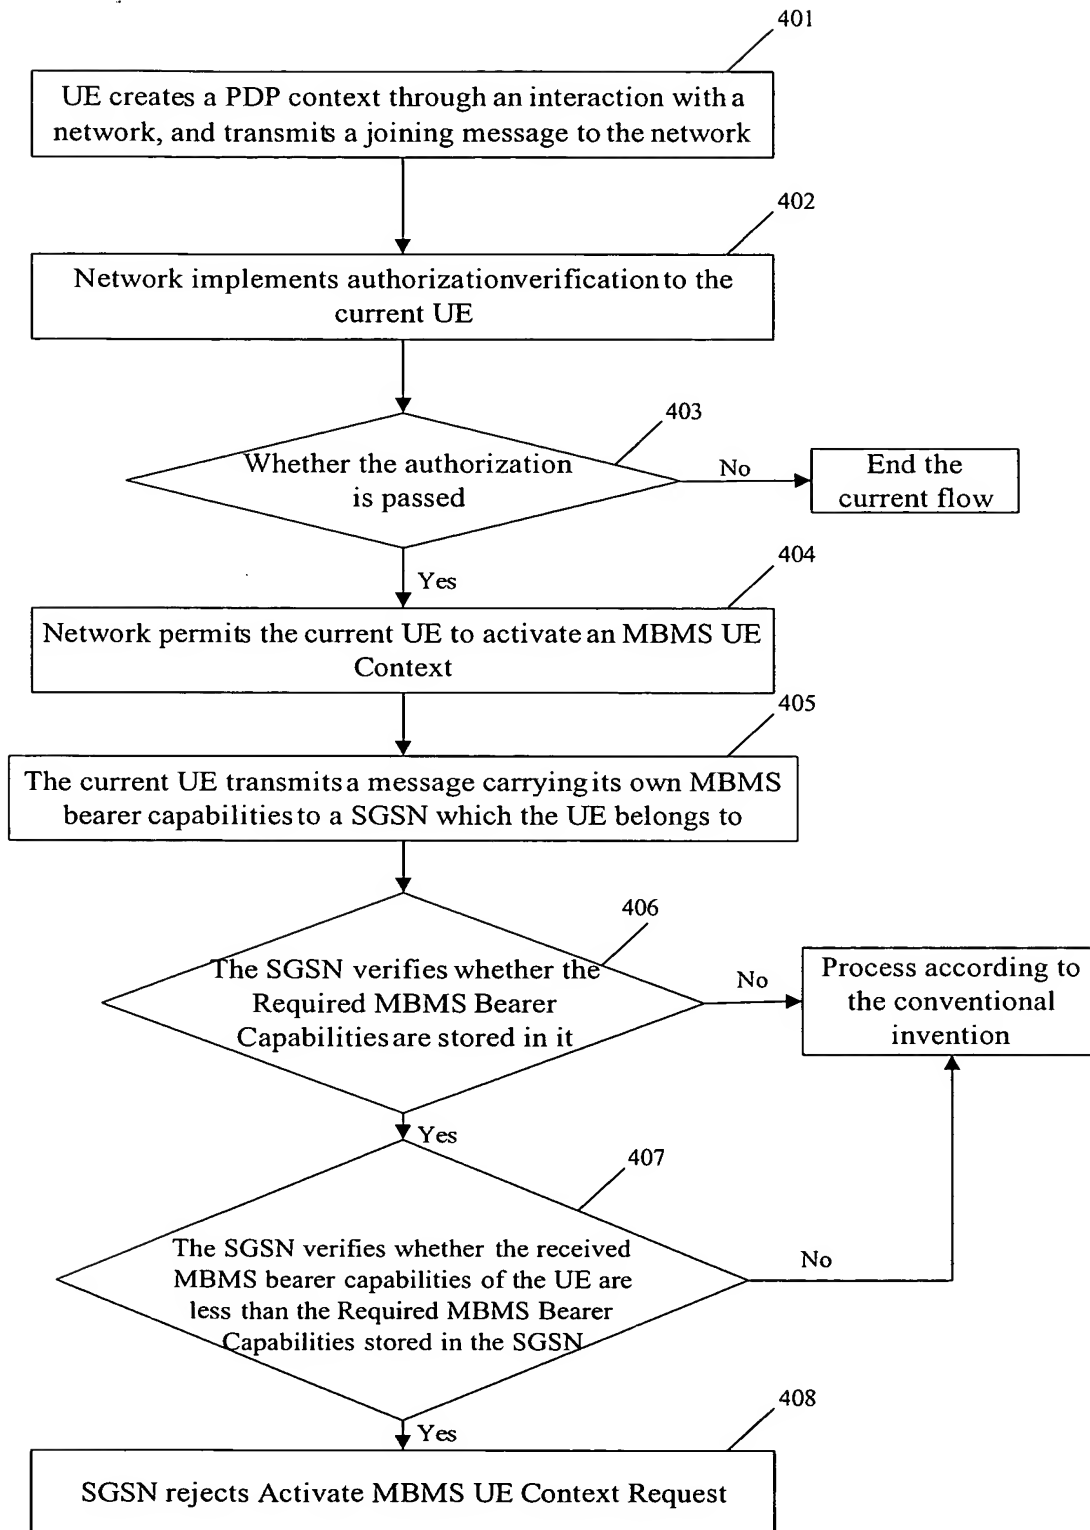 401
UE creates a PDP context through an interaction with a
network, and transmits a joining message to the network
402
Network implements authorizationverification to the
current UE
403
Whether the authorization
is passed
No
End the
current flow
Yes
404
Network permits the current UE to activate an MBMS UE
Context
405
The current UE transmits a message carrying its own MBMS
bearer capabilities to a SGSN which the UE belongs to
406
The SGSN verifies whether the
Required MBMS Bearer
Capabilities are stored in it
No
Process according to
the conventional
invention
Yes
407
The SGSN verifies whether the received
MBMS bearer capabilities of the UE are
less than the Required MBMS Bearer
Capabilities stored in the SGSN
No
Yes
408
SGSN rejects Activate MBMS UE Context Request